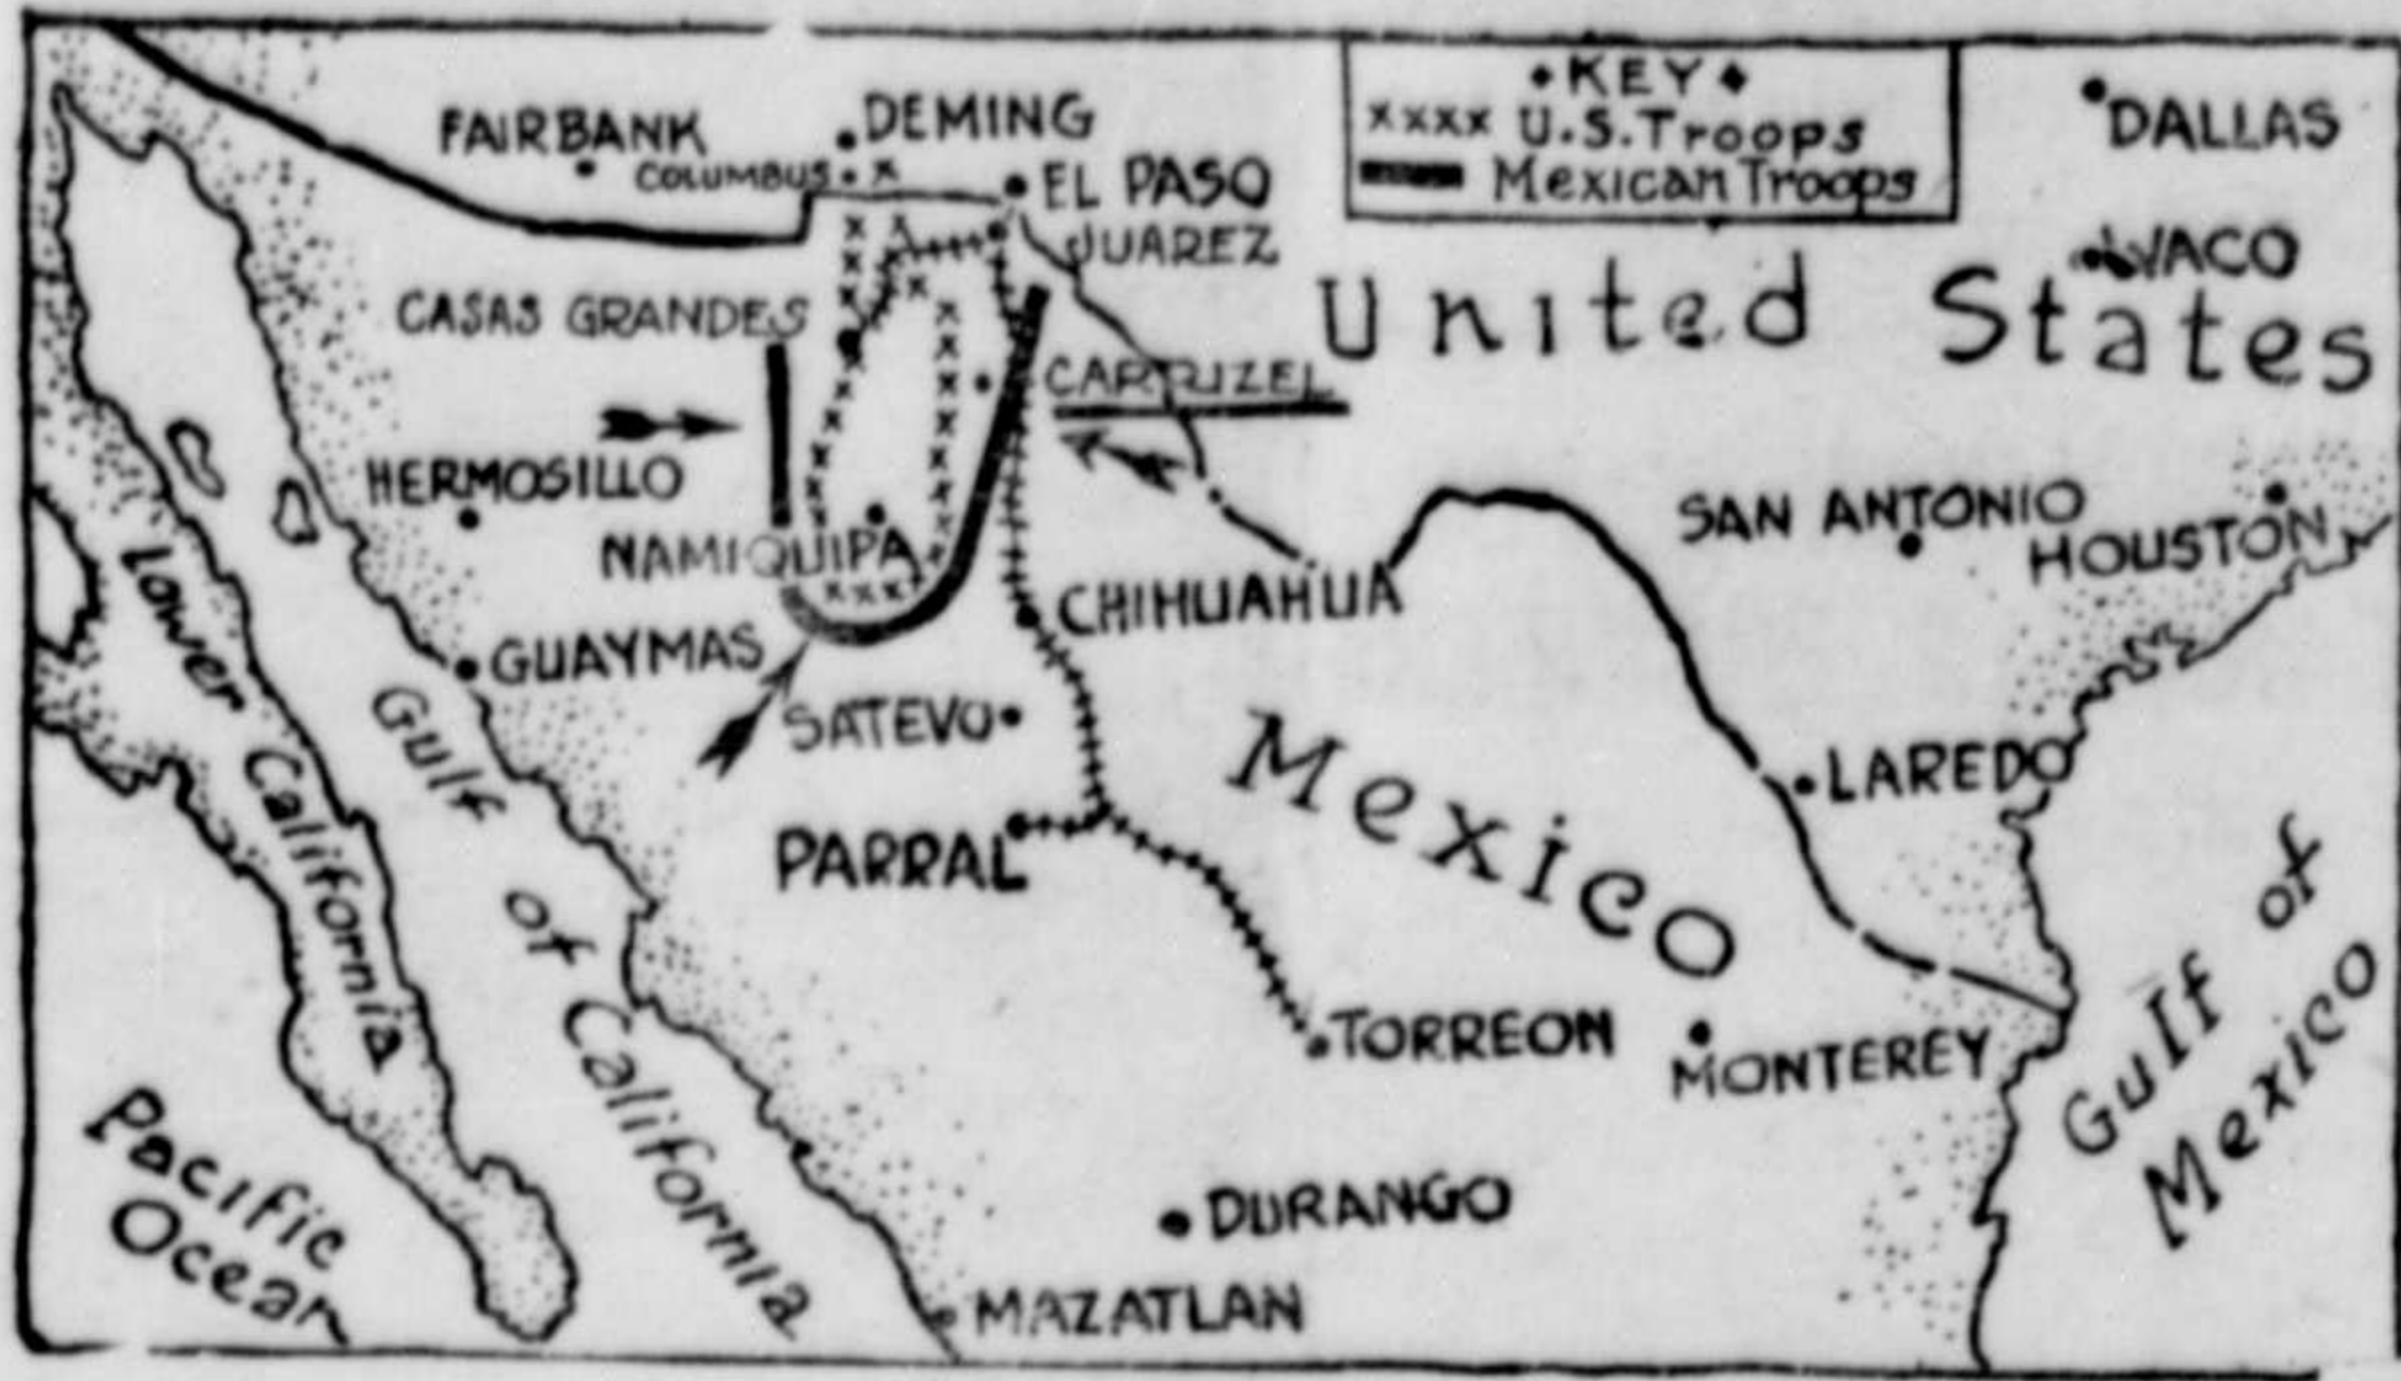 • KEY •
xxxx U.S. Troops
Mexican Troops
FAIRBANK
DEMING
COLUMBUS
EL PASO
JUAREZ
DALLAS
WACO
United States
CASAS GRANDES
CARRIZEL
HERMOSILLO
NAMIQUIPA
SAN ANTONIO
HOUSTON
CHIHUAHUA
GUAYMAS
SATEVO
LAREDO
PARRAL
Mexico
Lower California
Gulf of California
TORREON
MONTEREY
Gulf of
Mexico
Pacific
Ocean
DURANGO
MAZATLAN